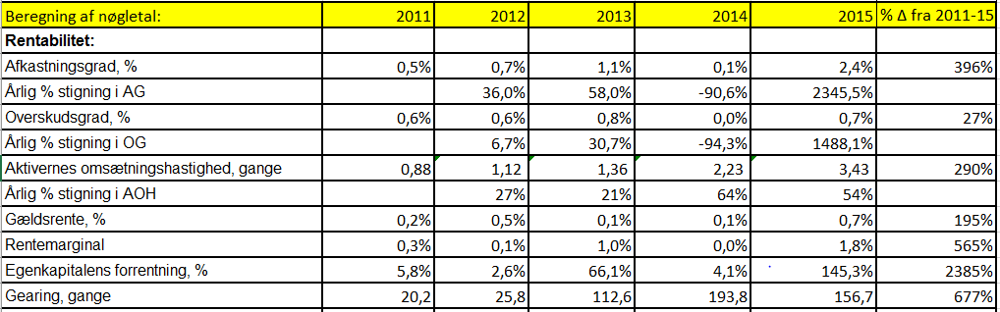 Beregning af nøgletal: 2011 2012 2013 2014 2015 % Δ fra 2011-15
Rentabilitet:
Afkastningsgrad, % 0,5% 0,7% 1,1% 0,1% 2,4% 396%
Årlig % stigning i AG 36,0% 58,0% -90,6% 2345,5%
Overskudsgrad, % 0,6% 0,6% 0,8% 0,0% 0,7% 27%
Årlig % stigning i OG 6,7% 30,7% -94,3% 1488,1%
Aktivernes omsætningshastighed, gange 0,88 1,12 1,36 2,23 3,43 290%
Årlig % stigning i AOH 27% 21% 64% 54%
Gældsrente, % 0,2% 0,5% 0,1% 0,1% 0,7% 195%
Rentemarginal 0,3% 0,1% 1,0% 0,0% 1,8% 565%
Egenkapitalens forrentning, % 5,8% 2,6% 66,1% 4,1% 145,3% 2385%
Gearing, gange 20,2 25,8 112,6 193,8 156,7 677%